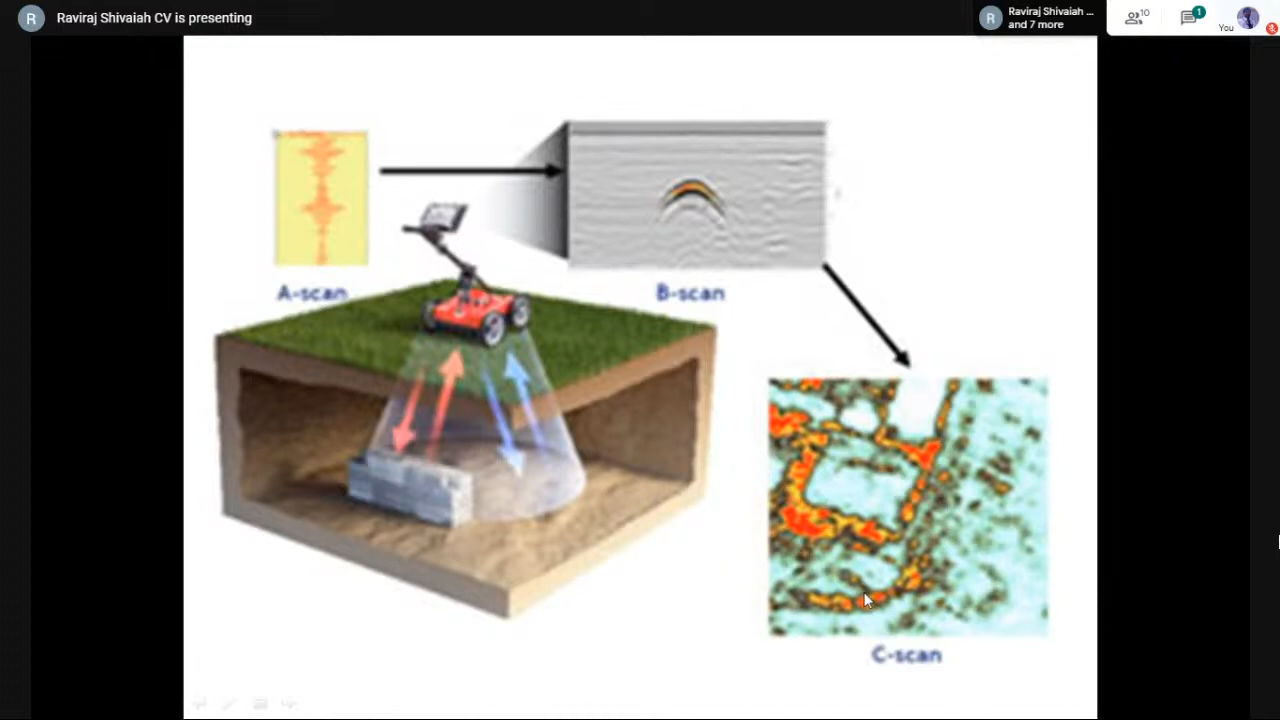 R
Raviraj Shivaiah CV is presenting
R
Raviraj Shivaiah ...
and 7 more
10
1
You
A-scan
B-scan
C-scan